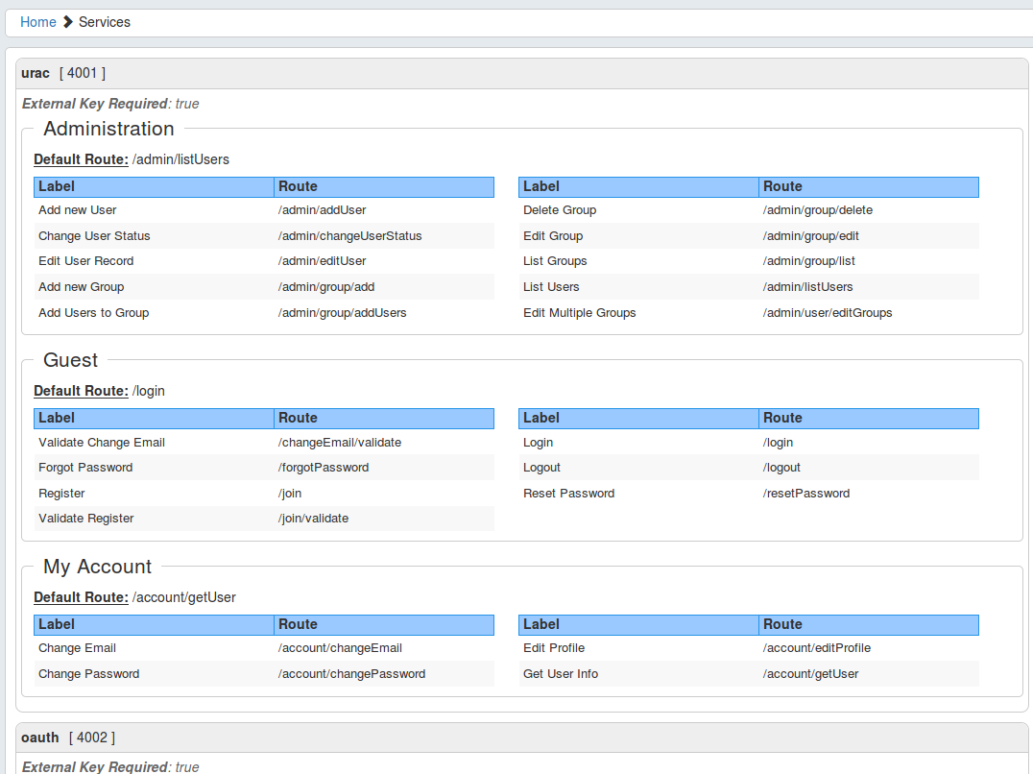 Home > Services
urac [ 4001 ]
External Key Required: true
Administration
Default Route: /admin/listUsers
Label Route Label Route
Add new User /admin/addUser Delete Group /admin/group/delete
Change User Status /admin/changeUserStatus Edit Group /admin/group/edit
Edit User Record /admin/editUser List Groups /admin/group/list
Add new Group /admin/group/add List Users /admin/listUsers
Add Users to Group /admin/group/addUsers Edit Multiple Groups /admin/user/editGroups
Guest
Default Route: /login
Label Route Label Route
Validate Change Email /changeEmail/validate Login /login
Forgot Password /forgotPassword Logout /logout
Register /join Reset Password /resetPassword
Validate Register /join/validate
My Account
Default Route: /account/getUser
Label Route Label Route
Change Email /account/changeEmail Edit Profile /account/editProfile
Change Password /account/changePassword Get User Info /account/getUser
oauth [ 4002 ]
External Key Required: true